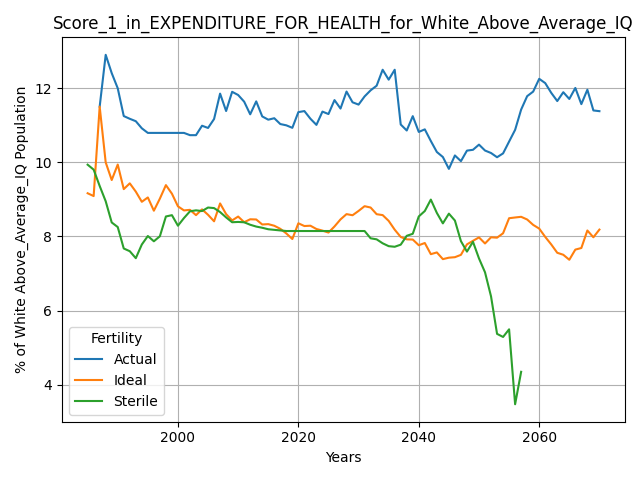 Score_1_in_EXPENDITURE_FOR_HEALTH_for_White_Above_Average_IQ
% of White Above_Average_IQ Population
12
10
8
6
4
Fertility
Actual
Ideal
Sterile
2000 2020 2040 2060
Years